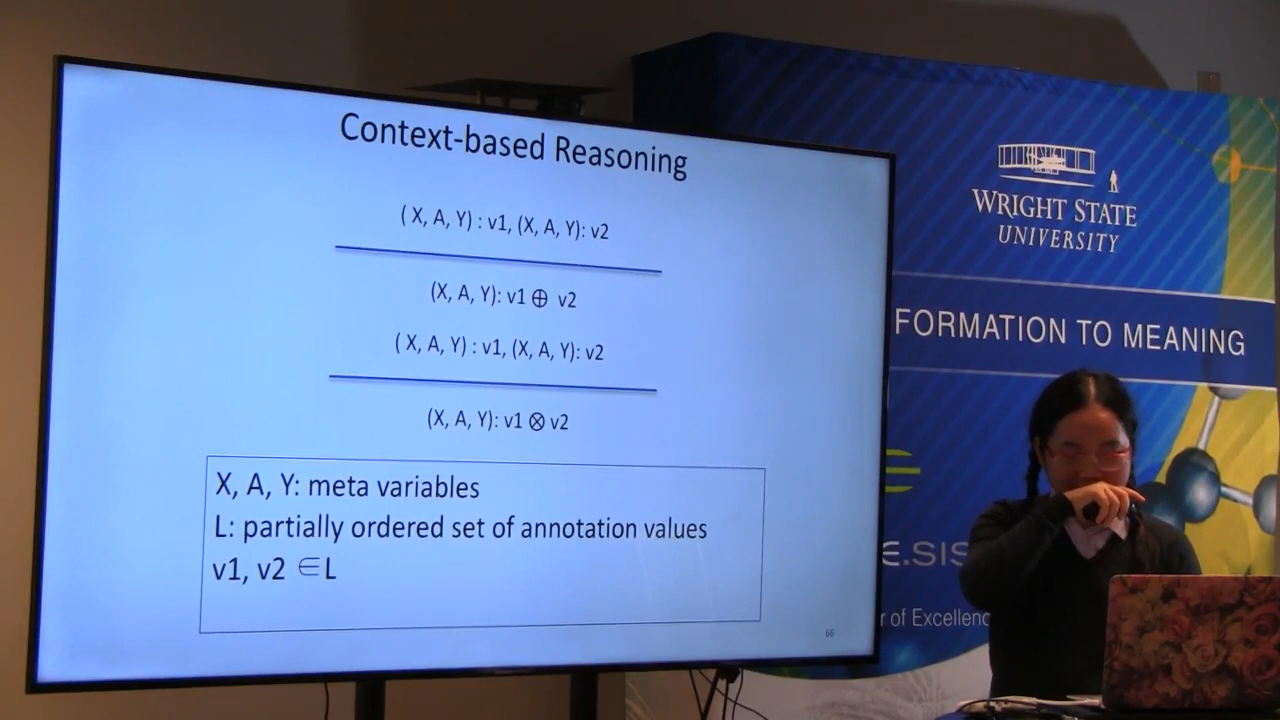 Context-based Reasoning
( X, A, Y) : v1, (X, A, Y): v2
(X, A, Y): v1 ⊕ v2
( X, A, Y) : v1, (X, A, Y): v2
(X, A, Y): v1 ⊗ v2
X, A, Y: meta variables
L: partially ordered set of annotation values
v1, v2 ∈L
66
WRIGHT STATE
UNIVERSITY
FORMATION TO MEANING
E.SIS
r of Excellenc